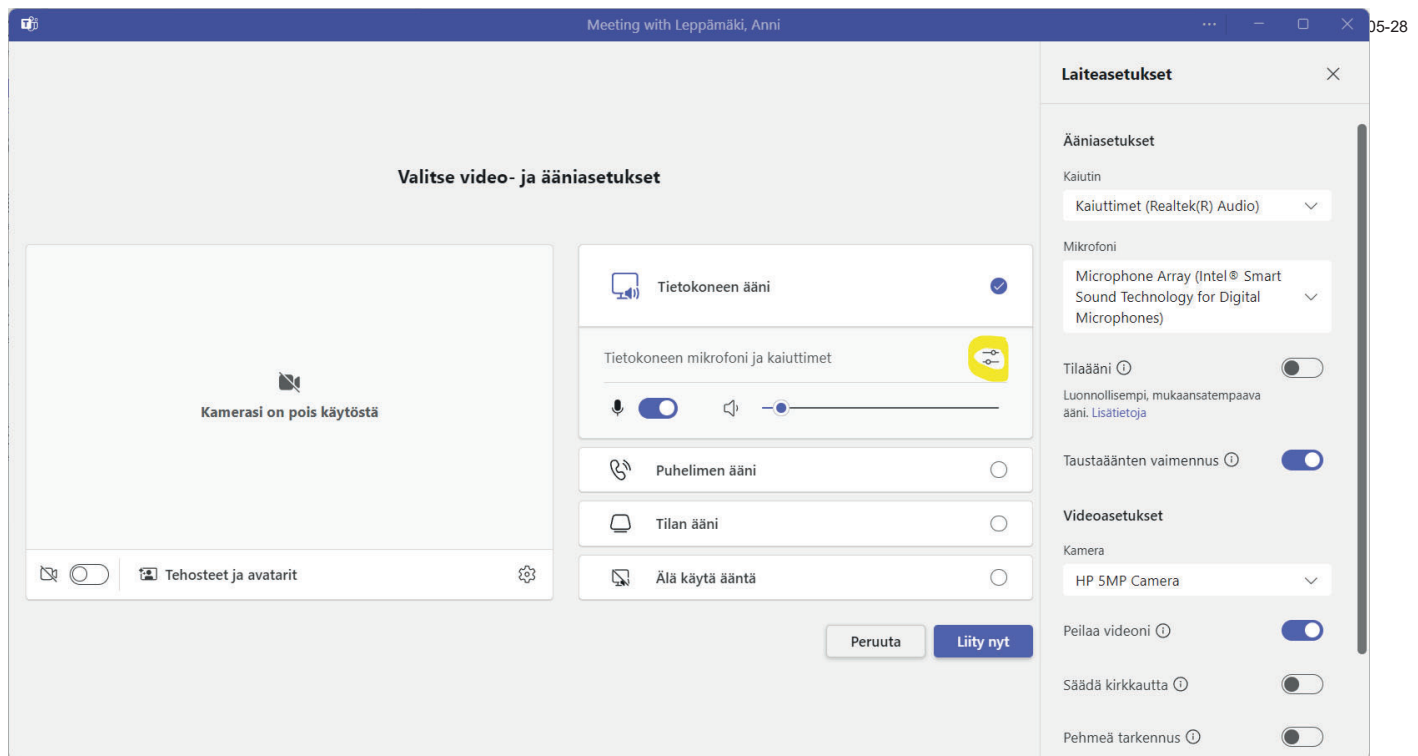 Meeting with Leppämäki, Anni
05-28
Valitse video- ja ääniasetukset
Kamerasi on pois käytöstä
Tehosteet ja avatarit
Tietokoneen ääni
Tietokoneen mikrofoni ja kaiuttimet
Puhelimen ääni
Tilan ääni
Älä käytä ääntä
Peruuta
Liity nyt
Laiteasetukset
Ääniasetukset
Kaiutin
Kaiuttimet (Realtek(R) Audio)
Mikrofoni
Microphone Array (Intel® Smart
Sound Technology for Digital
Microphones)
Tilaääni
Luonnollisempi, mukaansatempaava
ääni. Lisätietoja
Taustaäänten vaimennus
Videoasetukset
Kamera
HP 5MP Camera
Peilaa videoni
Säädä kirkkautta
Pehmeä tarkennus